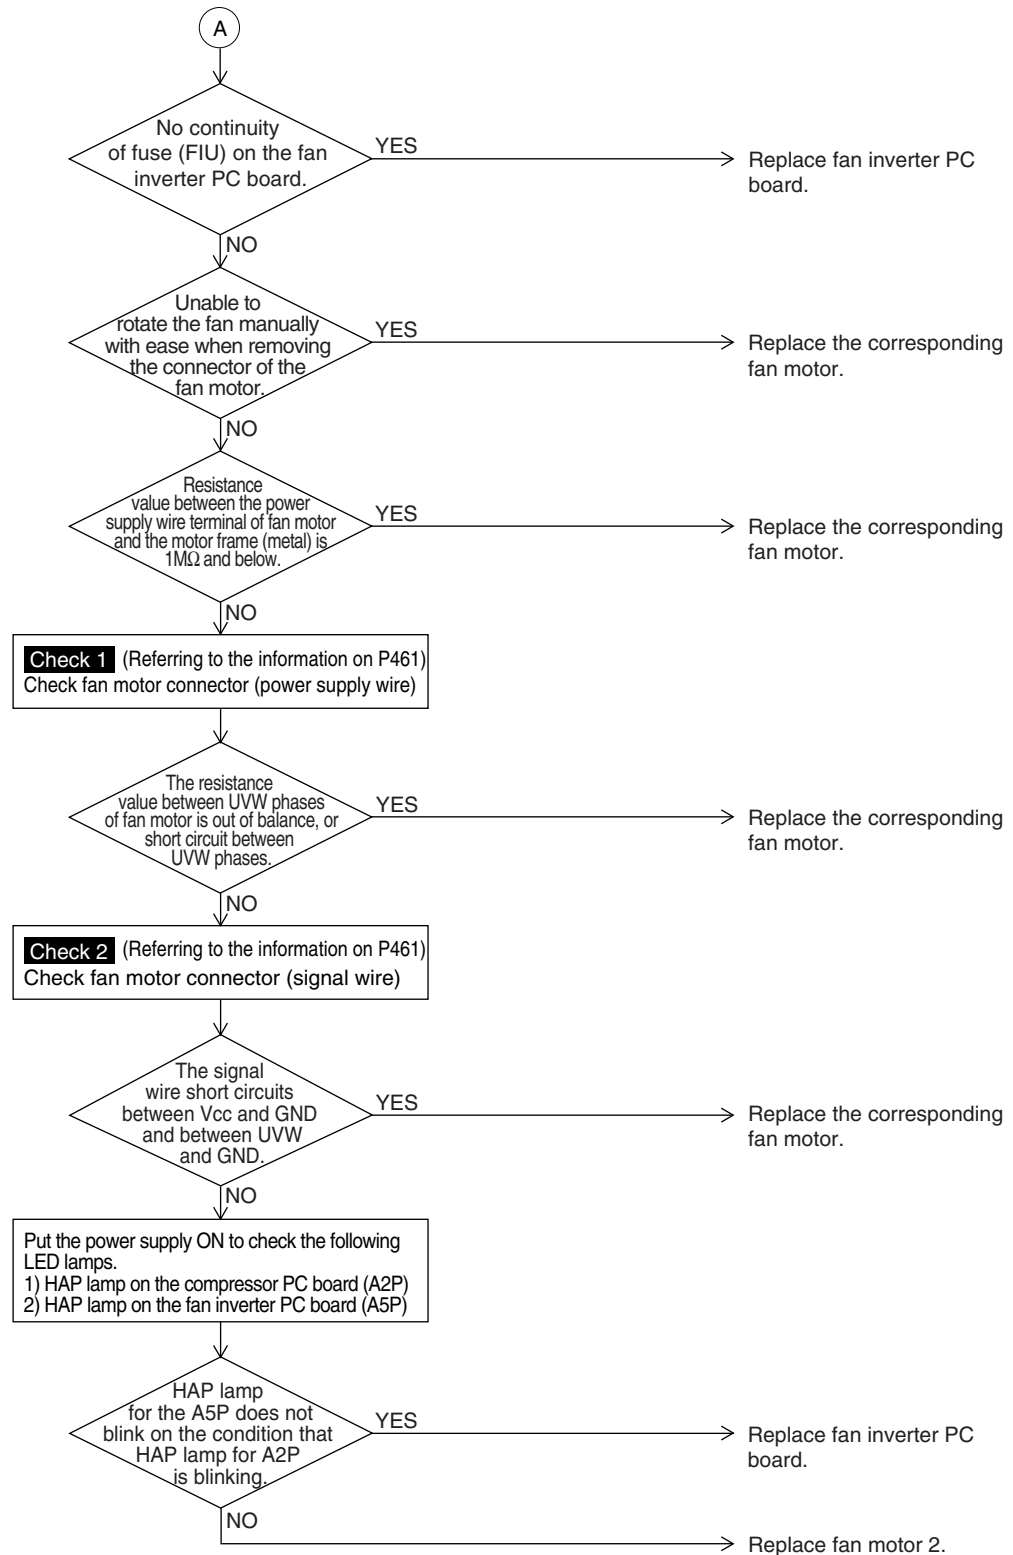 A
No continuity
of fuse (FIU) on the fan
inverter PC board.
YES
Replace fan inverter PC
board.
NO
Unable to
rotate the fan manually
with ease when removing
the connector of the
fan motor.
YES
Replace the corresponding
fan motor.
NO
Resistance
value between the power
supply wire terminal of fan motor
and the motor frame (metal) is
1MΩ and below.
YES
Replace the corresponding
fan motor.
NO
Check 1 (Referring to the information on P461)
Check fan motor connector (power supply wire)
The resistance
value between UVW phases
of fan motor is out of balance, or
short circuit between
UVW phases.
YES
Replace the corresponding
fan motor.
NO
Check 2 (Referring to the information on P461)
Check fan motor connector (signal wire)
The signal
wire short circuits
between Vcc and GND
and between UVW
and GND.
YES
Replace the corresponding
fan motor.
NO
Put the power supply ON to check the following
LED lamps.
1) HAP lamp on the compressor PC board (A2P)
2) HAP lamp on the fan inverter PC board (A5P)
HAP lamp
for the A5P does not
blink on the condition that
HAP lamp for A2P
is blinking.
YES
Replace fan inverter PC
board.
NO
Replace fan motor 2.